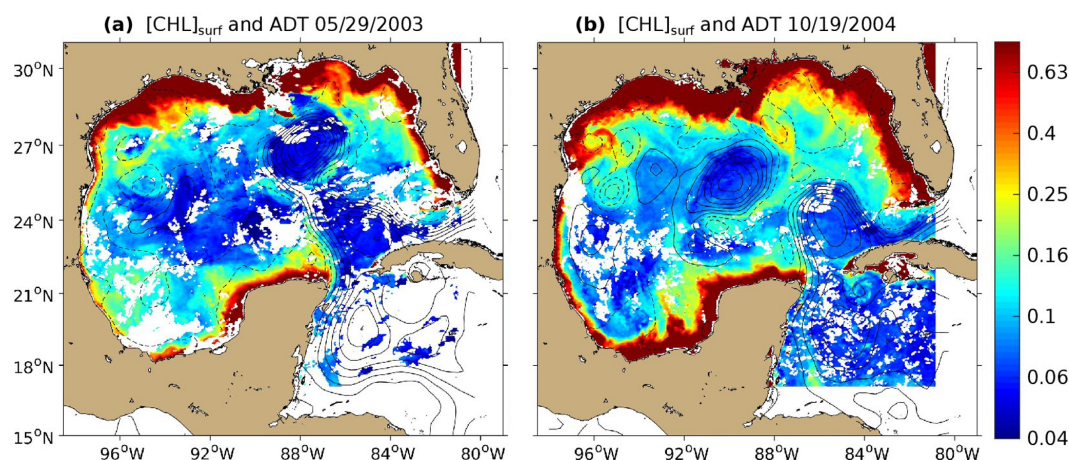 (a) [CHL]surf and ADT 05/29/2003
(b) [CHL]surf and ADT 10/19/2004
30°N
27°N
24°N
21°N
18°N
15°N
96°W 92°W 88°W 84°W 80°W
96°W 92°W 88°W 84°W 80°W
0.63
0.4
0.25
0.16
0.1
0.06
0.04